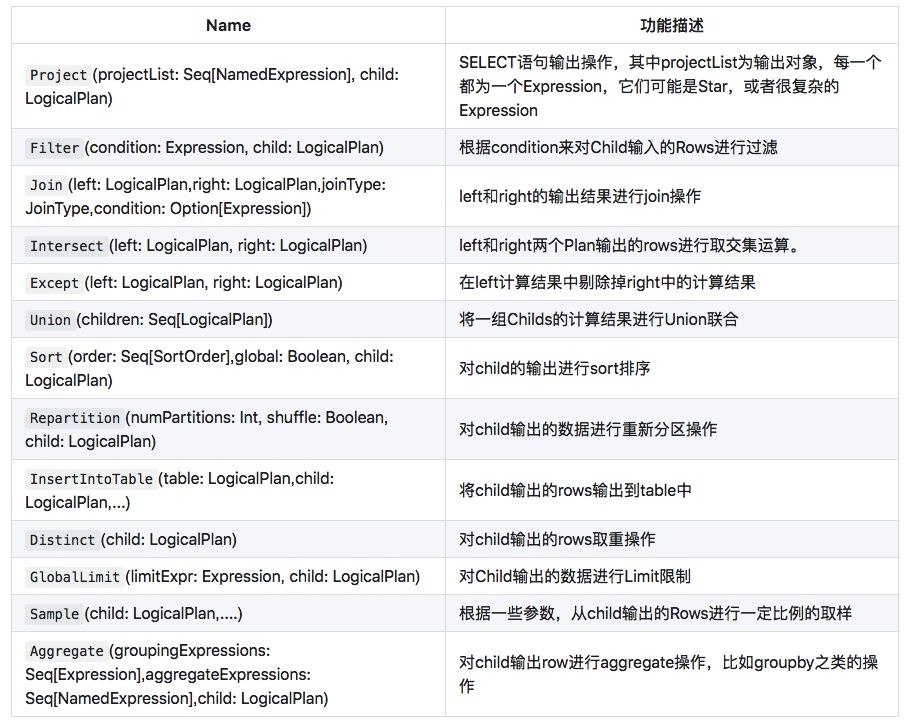 Name
功能描述
Project (projectList: Seq[NamedExpression], child:
LogicalPlan)
SELECT语句输出操作，其中projectList为输出对象，每一个
都为一个Expression，它们可能是Star，或者很复杂的
Expression
Filter (condition: Expression, child: LogicalPlan)
根据condition来对Child输入的Rows进行过滤
Join (left: LogicalPlan,right: LogicalPlan,joinType:
JoinType,condition: Option[Expression])
left和right的输出结果进行join操作
Intersect (left: LogicalPlan, right: LogicalPlan)
left和right两个Plan输出的rows进行取交集运算。
Except (left: LogicalPlan, right: LogicalPlan)
在left计算结果中剔除掉right中的计算结果
Union (children: Seq[LogicalPlan])
将一组Childs的计算结果进行Union联合
Sort (order: Seq[SortOrder],global: Boolean, child:
LogicalPlan)
对child的输出进行sort排序
Repartition (numPartitions: Int, shuffle: Boolean,
child: LogicalPlan)
对child输出的数据进行重新分区操作
InsertIntoTable (table: LogicalPlan,child:
LogicalPlan,...)
将child输出的rows输出到table中
Distinct (child: LogicalPlan)
对child输出的rows取重操作
GlobalLimit (limitExpr: Expression, child: LogicalPlan)
对Child输出的数据进行Limit限制
Sample (child: LogicalPlan,....)
根据一些参数，从child输出的Rows进行一定比例的取样
Aggregate (groupingExpressions:
Seq[Expression],aggregateExpressions:
Seq[NamedExpression],child: LogicalPlan)
对child输出row进行aggregate操作，比如groupby之类的操
作